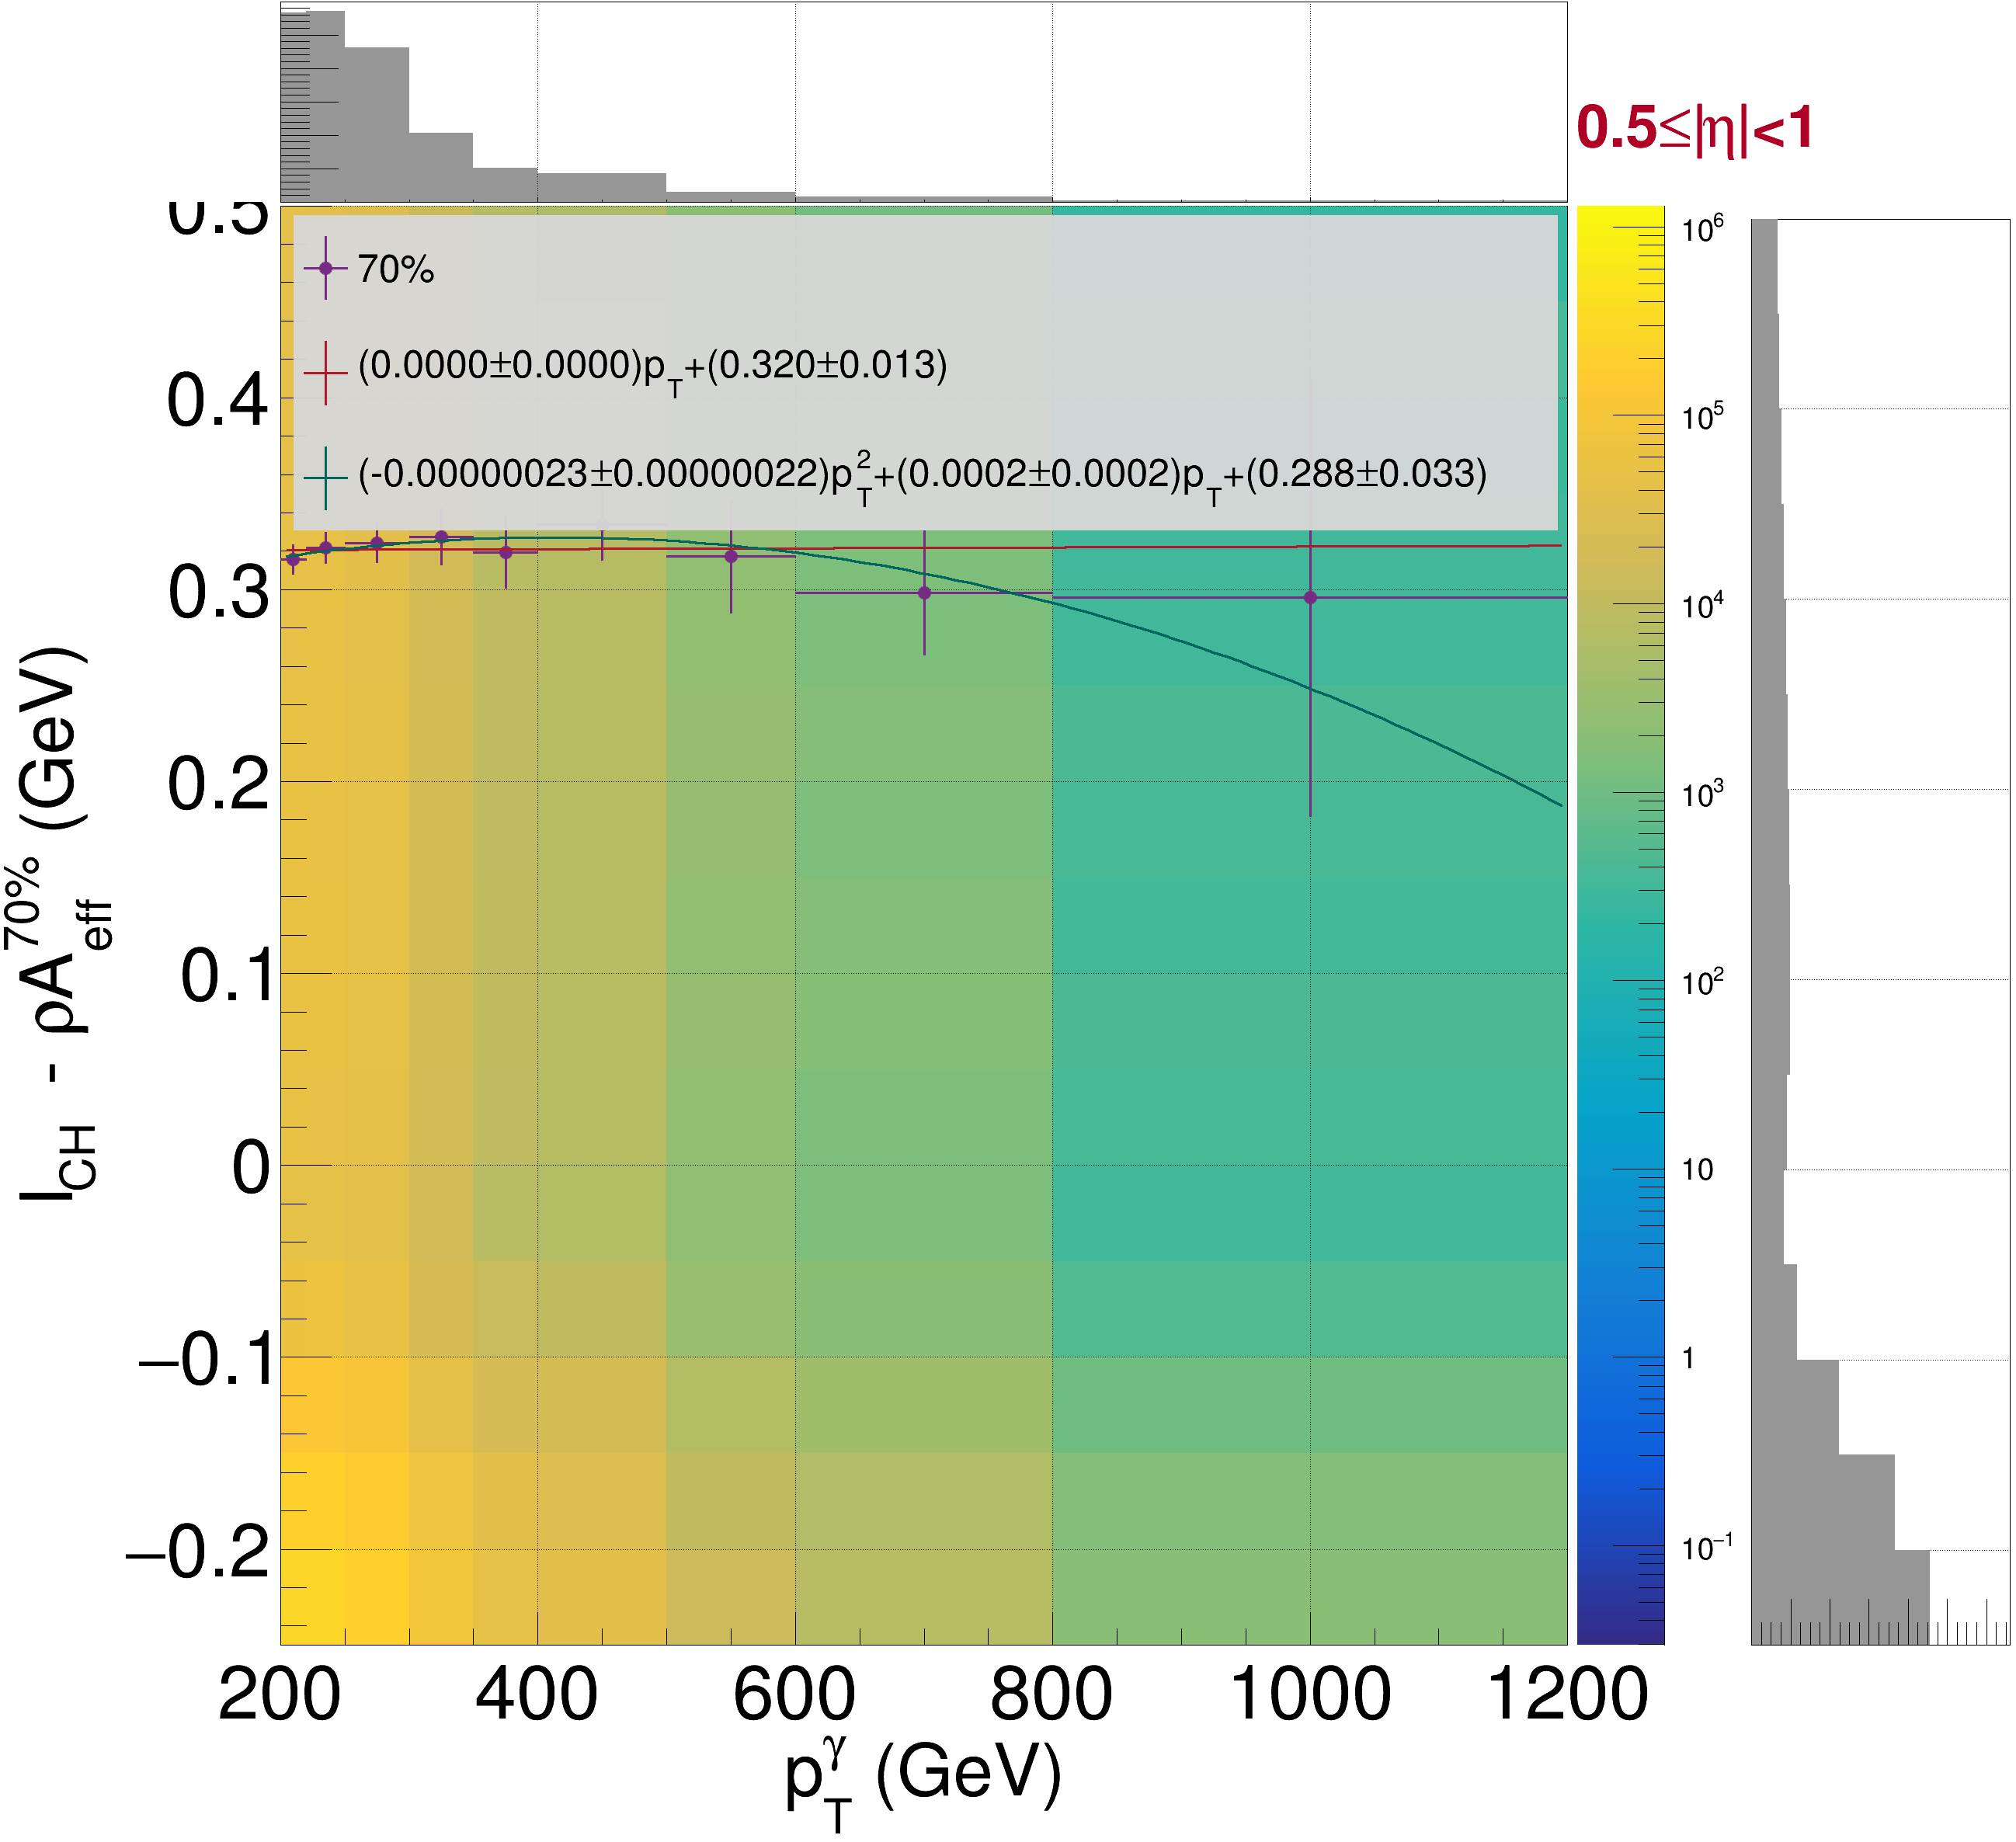 0.5≤|η|<1
0.5
0.4
0.3
0.2
0.1
0
−0.1
−0.2
70%
(0.0000±0.0000)p_T+(0.320±0.013)
(-0.00000023±0.00000022)p_T^2+(0.0002±0.0002)p_T+(0.288±0.033)
I_CH - ρA_eff^70% (GeV)
10^6
10^5
10^4
10^3
10^2
10
1
10^−1
200 400 600 800 1000 1200
p_T^γ (GeV)